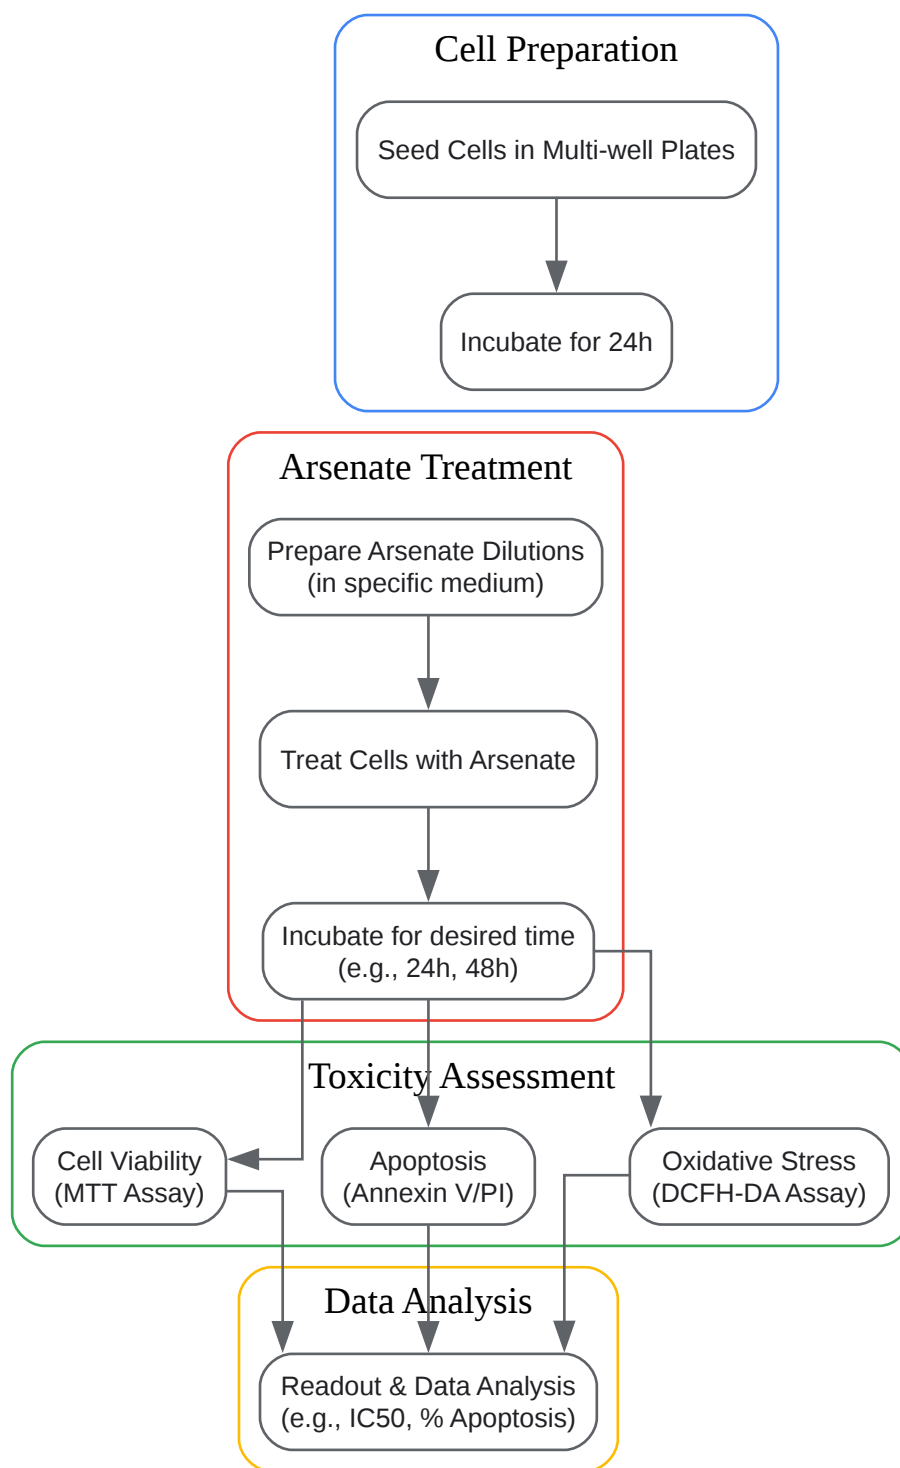 Cell Preparation
Seed Cells in Multi-well Plates
Incubate for 24h
Arsenate Treatment
Prepare Arsenate Dilutions
(in specific medium)
Treat Cells with Arsenate
Incubate for desired time
(e.g., 24h, 48h)
Toxicity Assessment
Cell Viability
(MTT Assay)
Apoptosis
(Annexin V/PI)
Oxidative Stress
(DCFH-DA Assay)
Data Analysis
Readout & Data Analysis
(e.g., IC50, % Apoptosis)